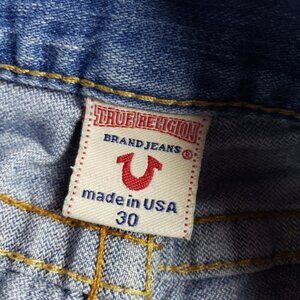 TRUE RELIGION
BRAND JEANS®
made in USA
30